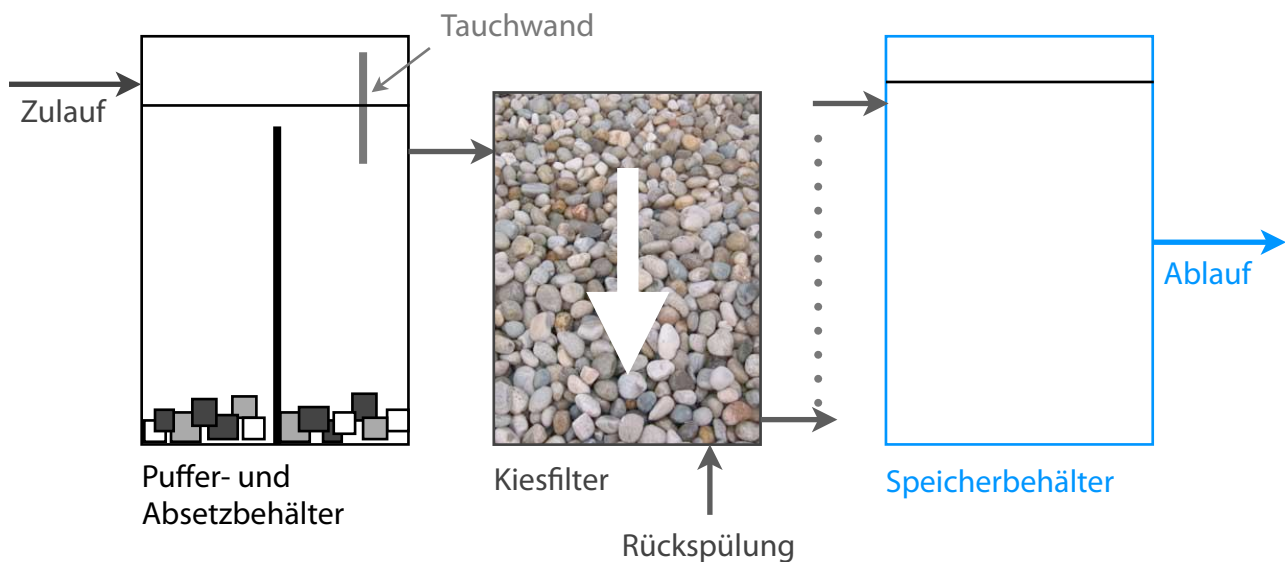 Tauchwand
Zulauf
Ablauf
Puffer- und
Absetzbehälter
Kiesfilter
Speicherbehälter
Rückspülung